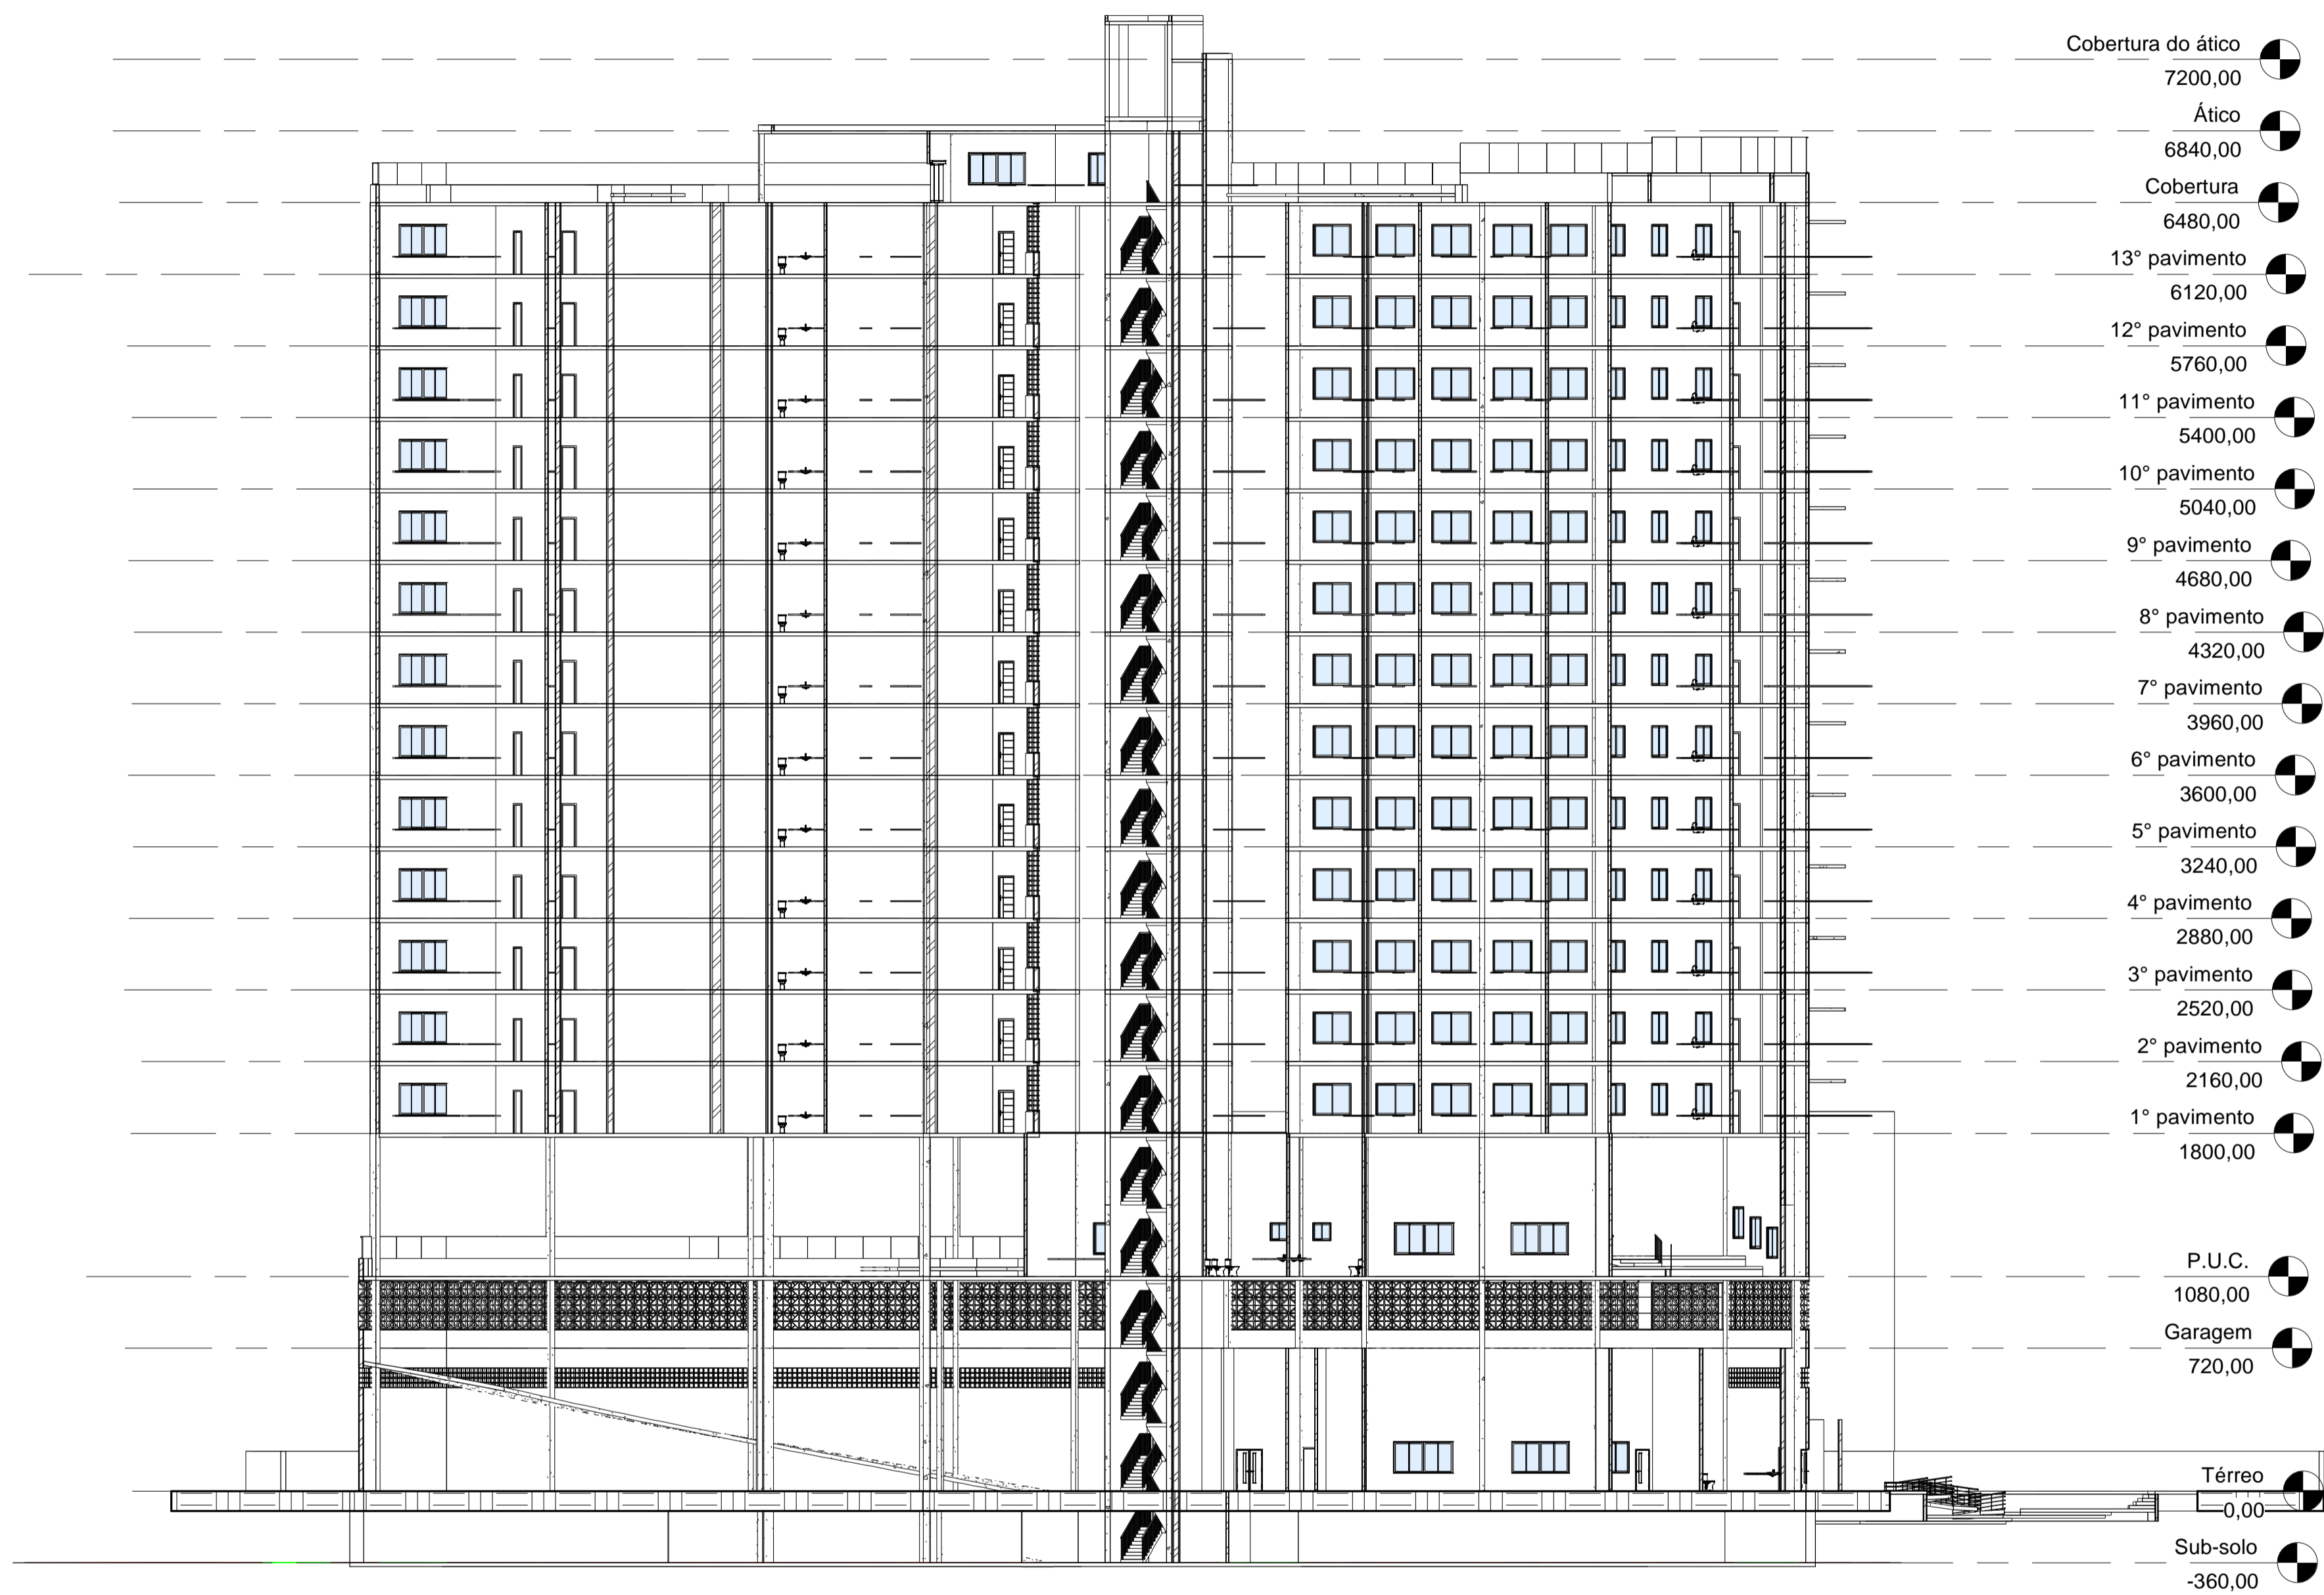 Cobertura do ático
7200,00
Ático
6840,00
Cobertura
6480,00
13° pavimento
6120,00
12° pavimento
5760,00
11° pavimento
5400,00
10° pavimento
5040,00
9° pavimento
4680,00
8° pavimento
4320,00
7° pavimento
3960,00
6° pavimento
3600,00
5° pavimento
3240,00
4° pavimento
2880,00
3° pavimento
2520,00
2° pavimento
2160,00
1° pavimento
1800,00
P.U.C.
1080,00
Garagem
720,00
Térreo
0,00
Sub-solo
-360,00